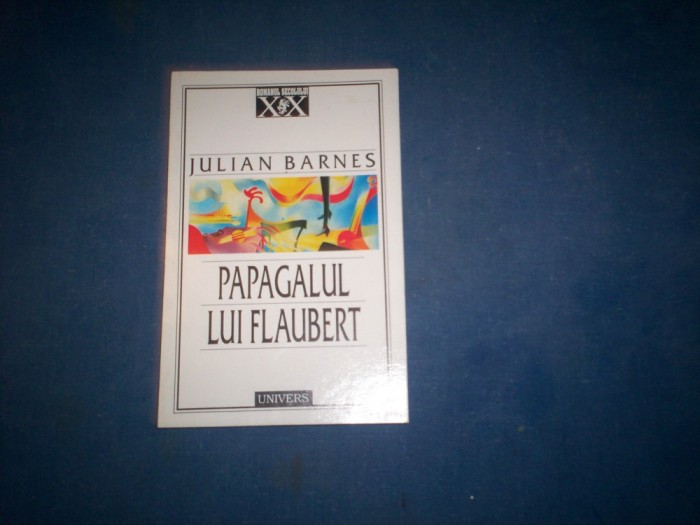 ROMANUL SECOLULUI
XX
JULIAN BARNES
PAPAGALUL
LUI FLAUBERT
UNIVERS